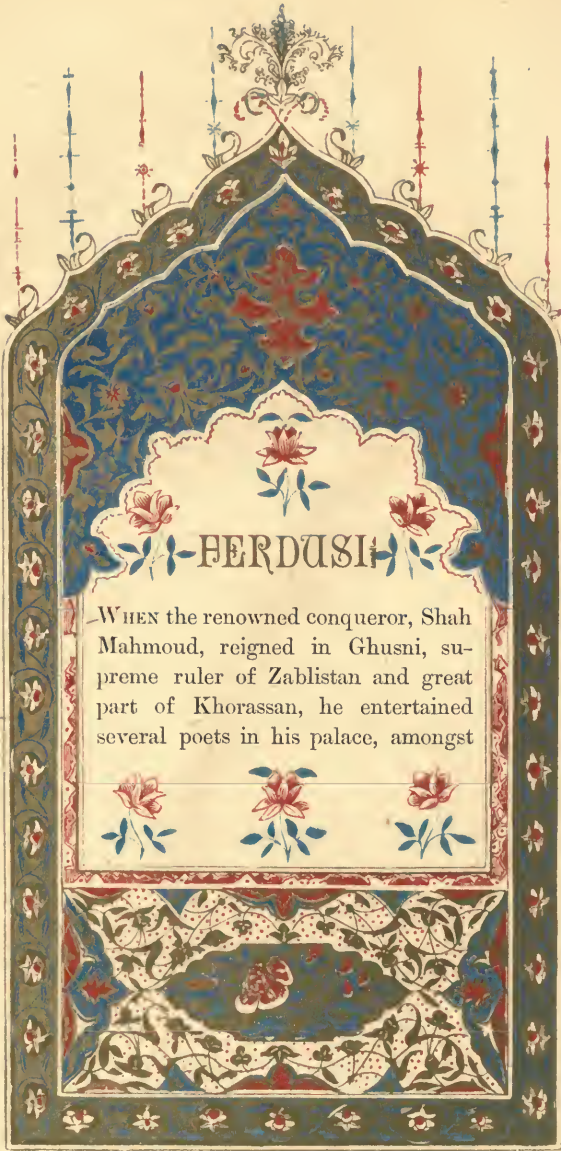 FERDUSI
WHEN the renowned conqueror, Shah
Mahmoud, reigned in Ghusni, su-
preme ruler of Zablistan and great
part of Khorassan, he entertained
several poets in his palace, amongst